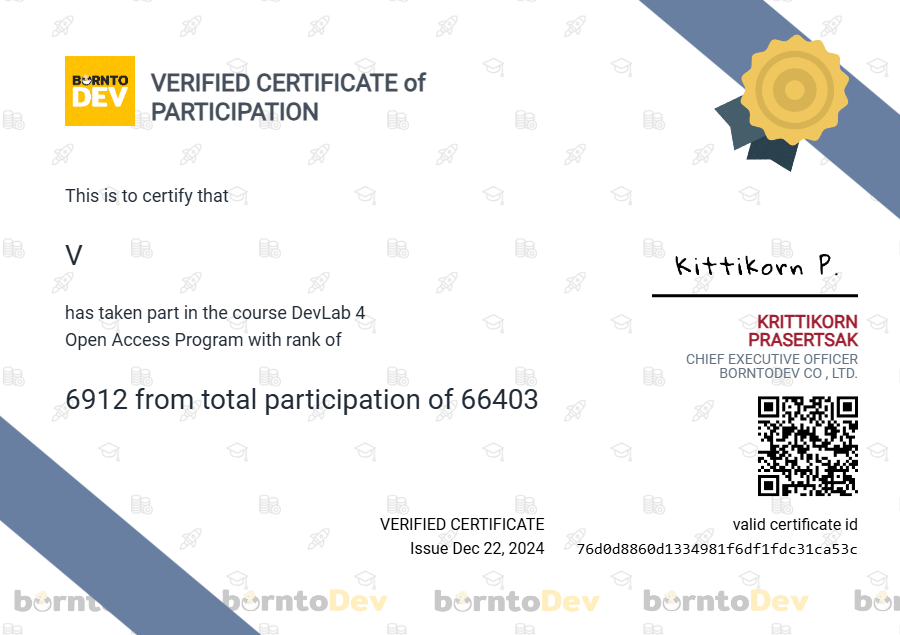 BORNTO
DEV
VERIFIED CERTIFICATE of
PARTICIPATION
This is to certify that
V
has taken part in the course DevLab 4
Open Access Program with rank of
6912 from total participation of 66403
Kittikorn P.
KRITTIKORN
PRASERTSAK
CHIEF EXECUTIVE OFFICER
BORNTODEV CO , LTD.
VERIFIED CERTIFICATE
Issue Dec 22, 2024
valid certificate id
76d0d8860d1334981f6df1fdc31ca53c
bornt borntoDev borntoDev borntoDev bo